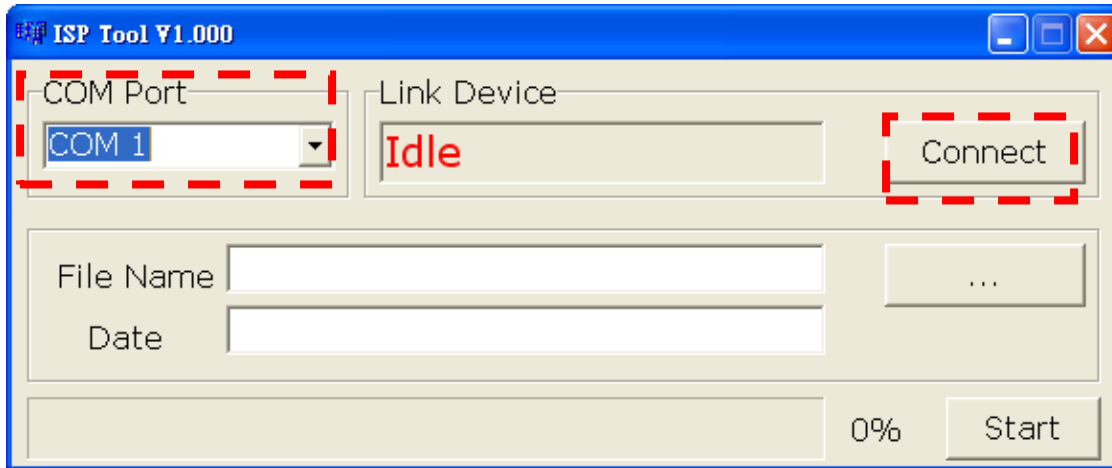 ISP Tool V1.000
COM Port
Link Device
COM 1
Idle
Connect
File Name
...
Date
0%
Start